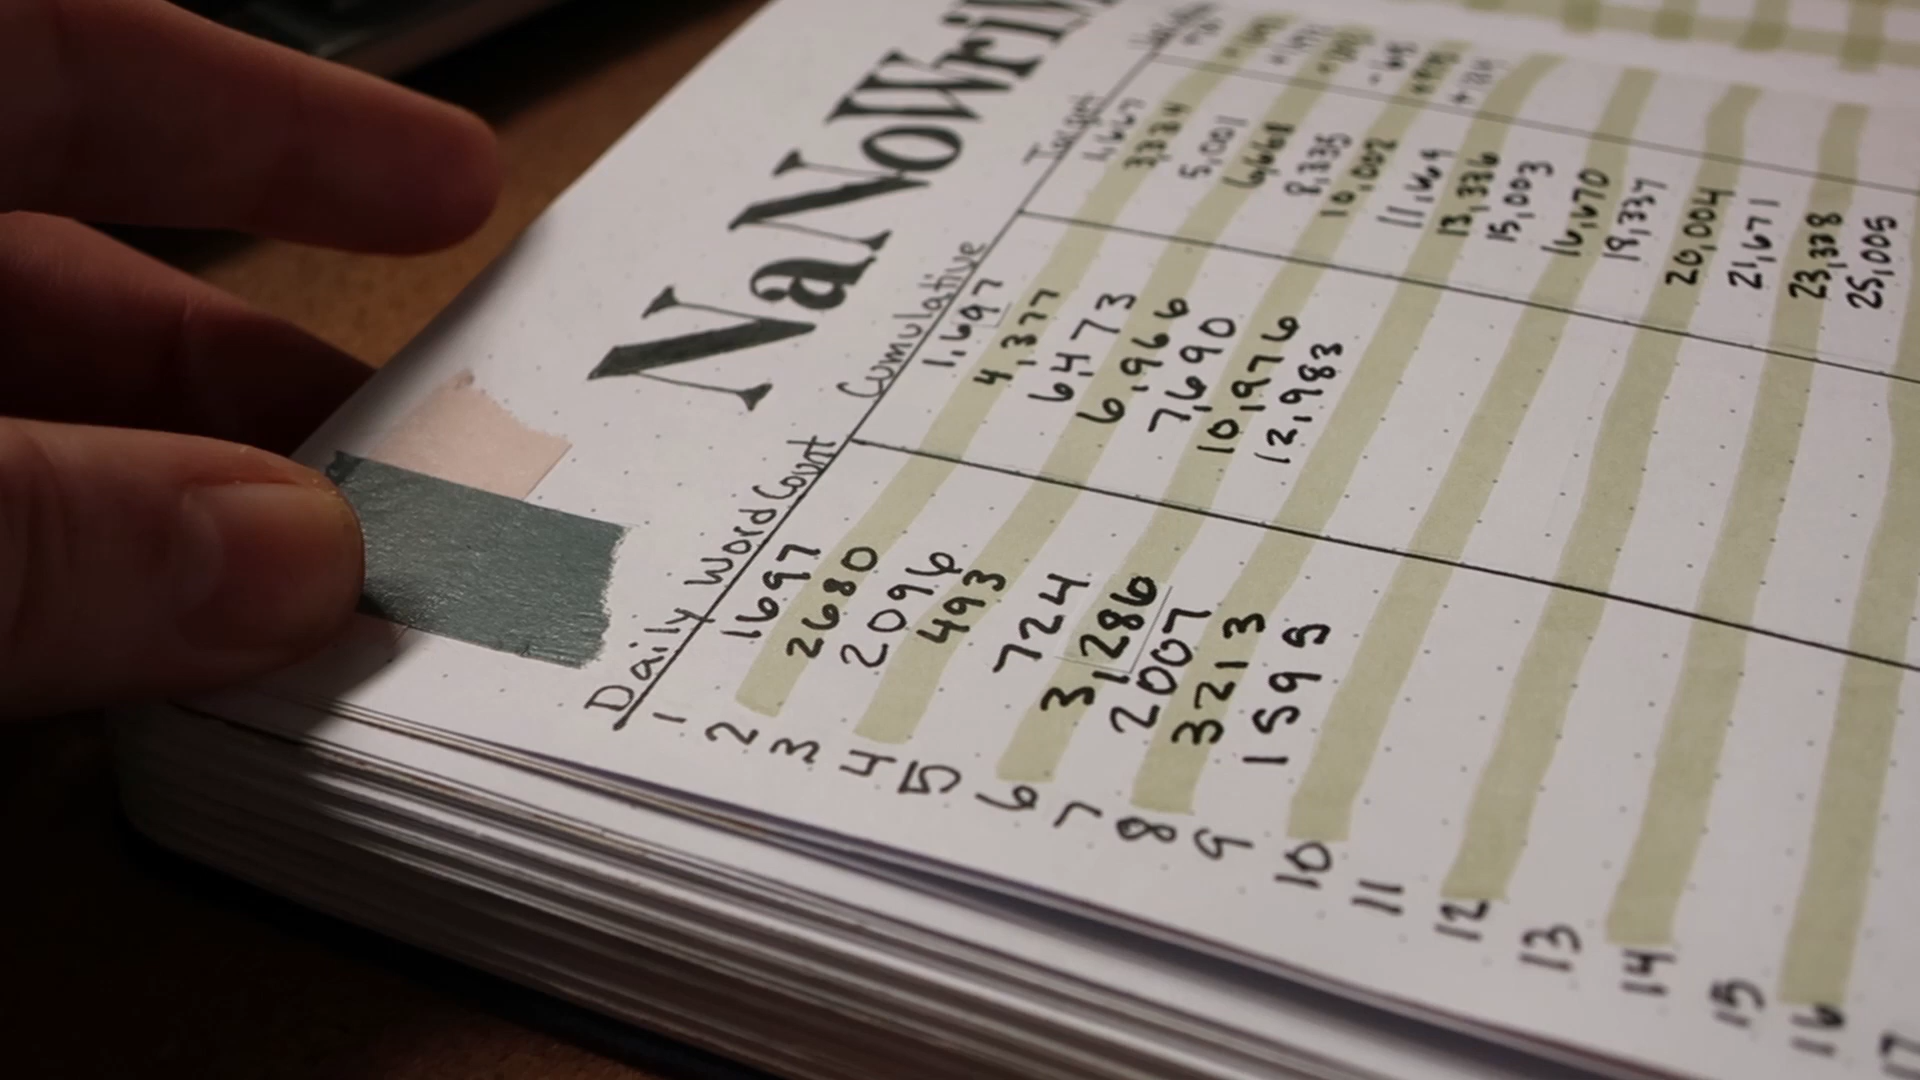 NaNoWriM
Daily Word Count Cumulative Target
1 1697 1,697 1,667
2 2680 4,377 3,334
3 2096 6,473 5,001
4 493 6,966 6,668
5 724 7,690 8,335
6 3,286 10,976 10,002
7 2007 12,983 11,669
8 3213 13,336
9 1595 15,003
10 16,670
11 18,337
12 20,004
13 21,671
14 23,338
15 25,005
16
17